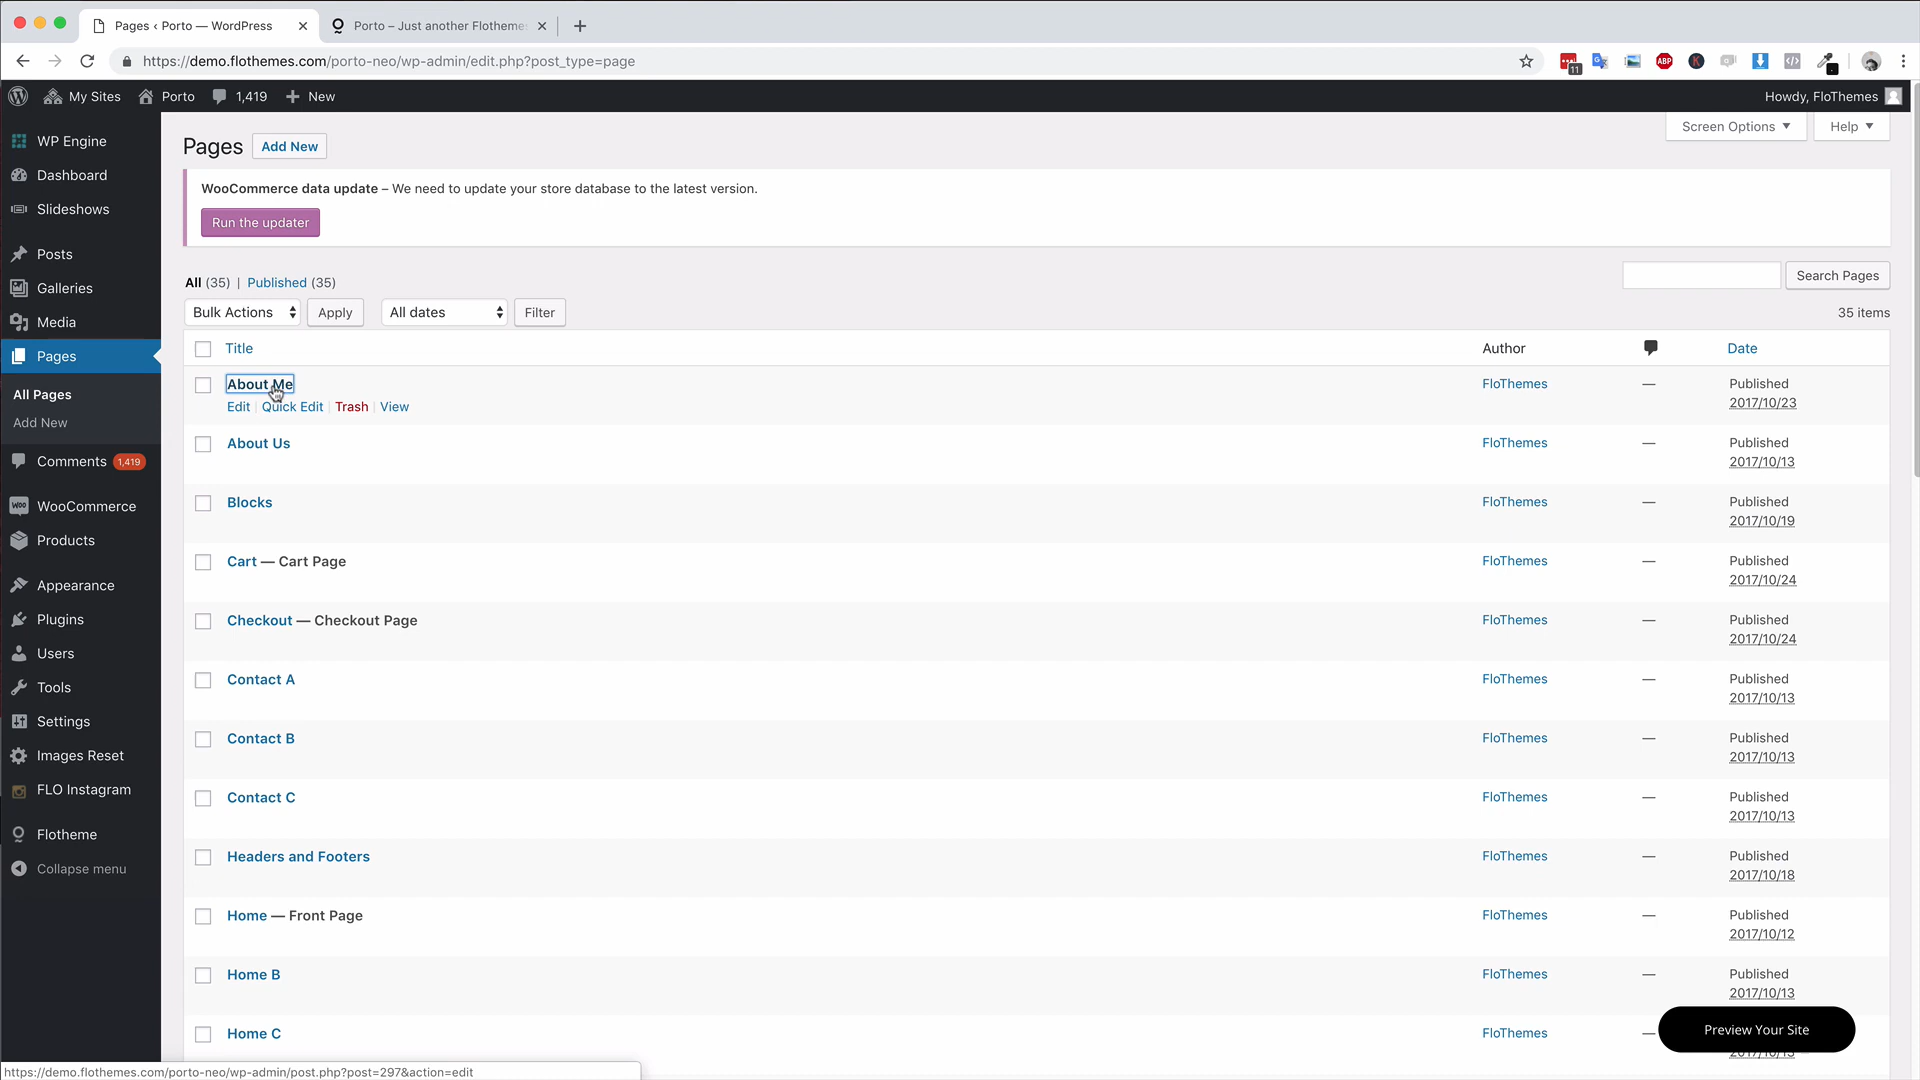 Pages ‹ Porto — WordPress
Porto – Just another Flotheme
https://demo.flothemes.com/porto-neo/wp-admin/edit.php?post_type=page
11
ABP
K
My Sites
Porto
1,419
New
Howdy, FloThemes
WP Engine
Dashboard
Slideshows
Posts
Galleries
Media
Pages
All Pages
Add New
Comments 1,419
WooCommerce
Products
Appearance
Plugins
Users
Tools
Settings
Images Reset
FLO Instagram
Flotheme
Collapse menu
Screen Options
Help
Pages
Add New
WooCommerce data update – We need to update your store database to the latest version.
Run the updater
All (35) | Published (35)
Search Pages
Bulk Actions
Apply
All dates
Filter
35 items
Title
Author
Date
About Me
FloThemes
—
Published
2017/10/23
Edit | Quick Edit | Trash | View
About Us
FloThemes
—
Published
2017/10/13
Blocks
FloThemes
—
Published
2017/10/19
Cart — Cart Page
FloThemes
—
Published
2017/10/24
Checkout — Checkout Page
FloThemes
—
Published
2017/10/24
Contact A
FloThemes
—
Published
2017/10/13
Contact B
FloThemes
—
Published
2017/10/13
Contact C
FloThemes
—
Published
2017/10/13
Headers and Footers
FloThemes
—
Published
2017/10/18
Home — Front Page
FloThemes
—
Published
2017/10/12
Home B
FloThemes
—
Published
2017/10/13
Home C
FloThemes
—
Preview Your Site
https://demo.flothemes.com/porto-neo/wp-admin/post.php?post=297&action=edit